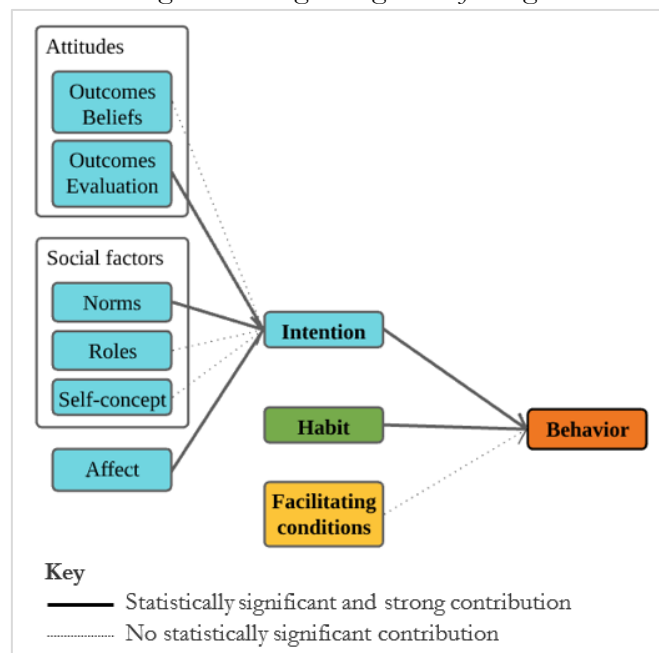 Attitudes
Outcomes
Beliefs
Outcomes
Evaluation
Social factors
Norms
Roles
Self-concept
Affect
Intention
Habit
Facilitating
conditions
Behavior
Key
Statistically significant and strong contribution
No statistically significant contribution